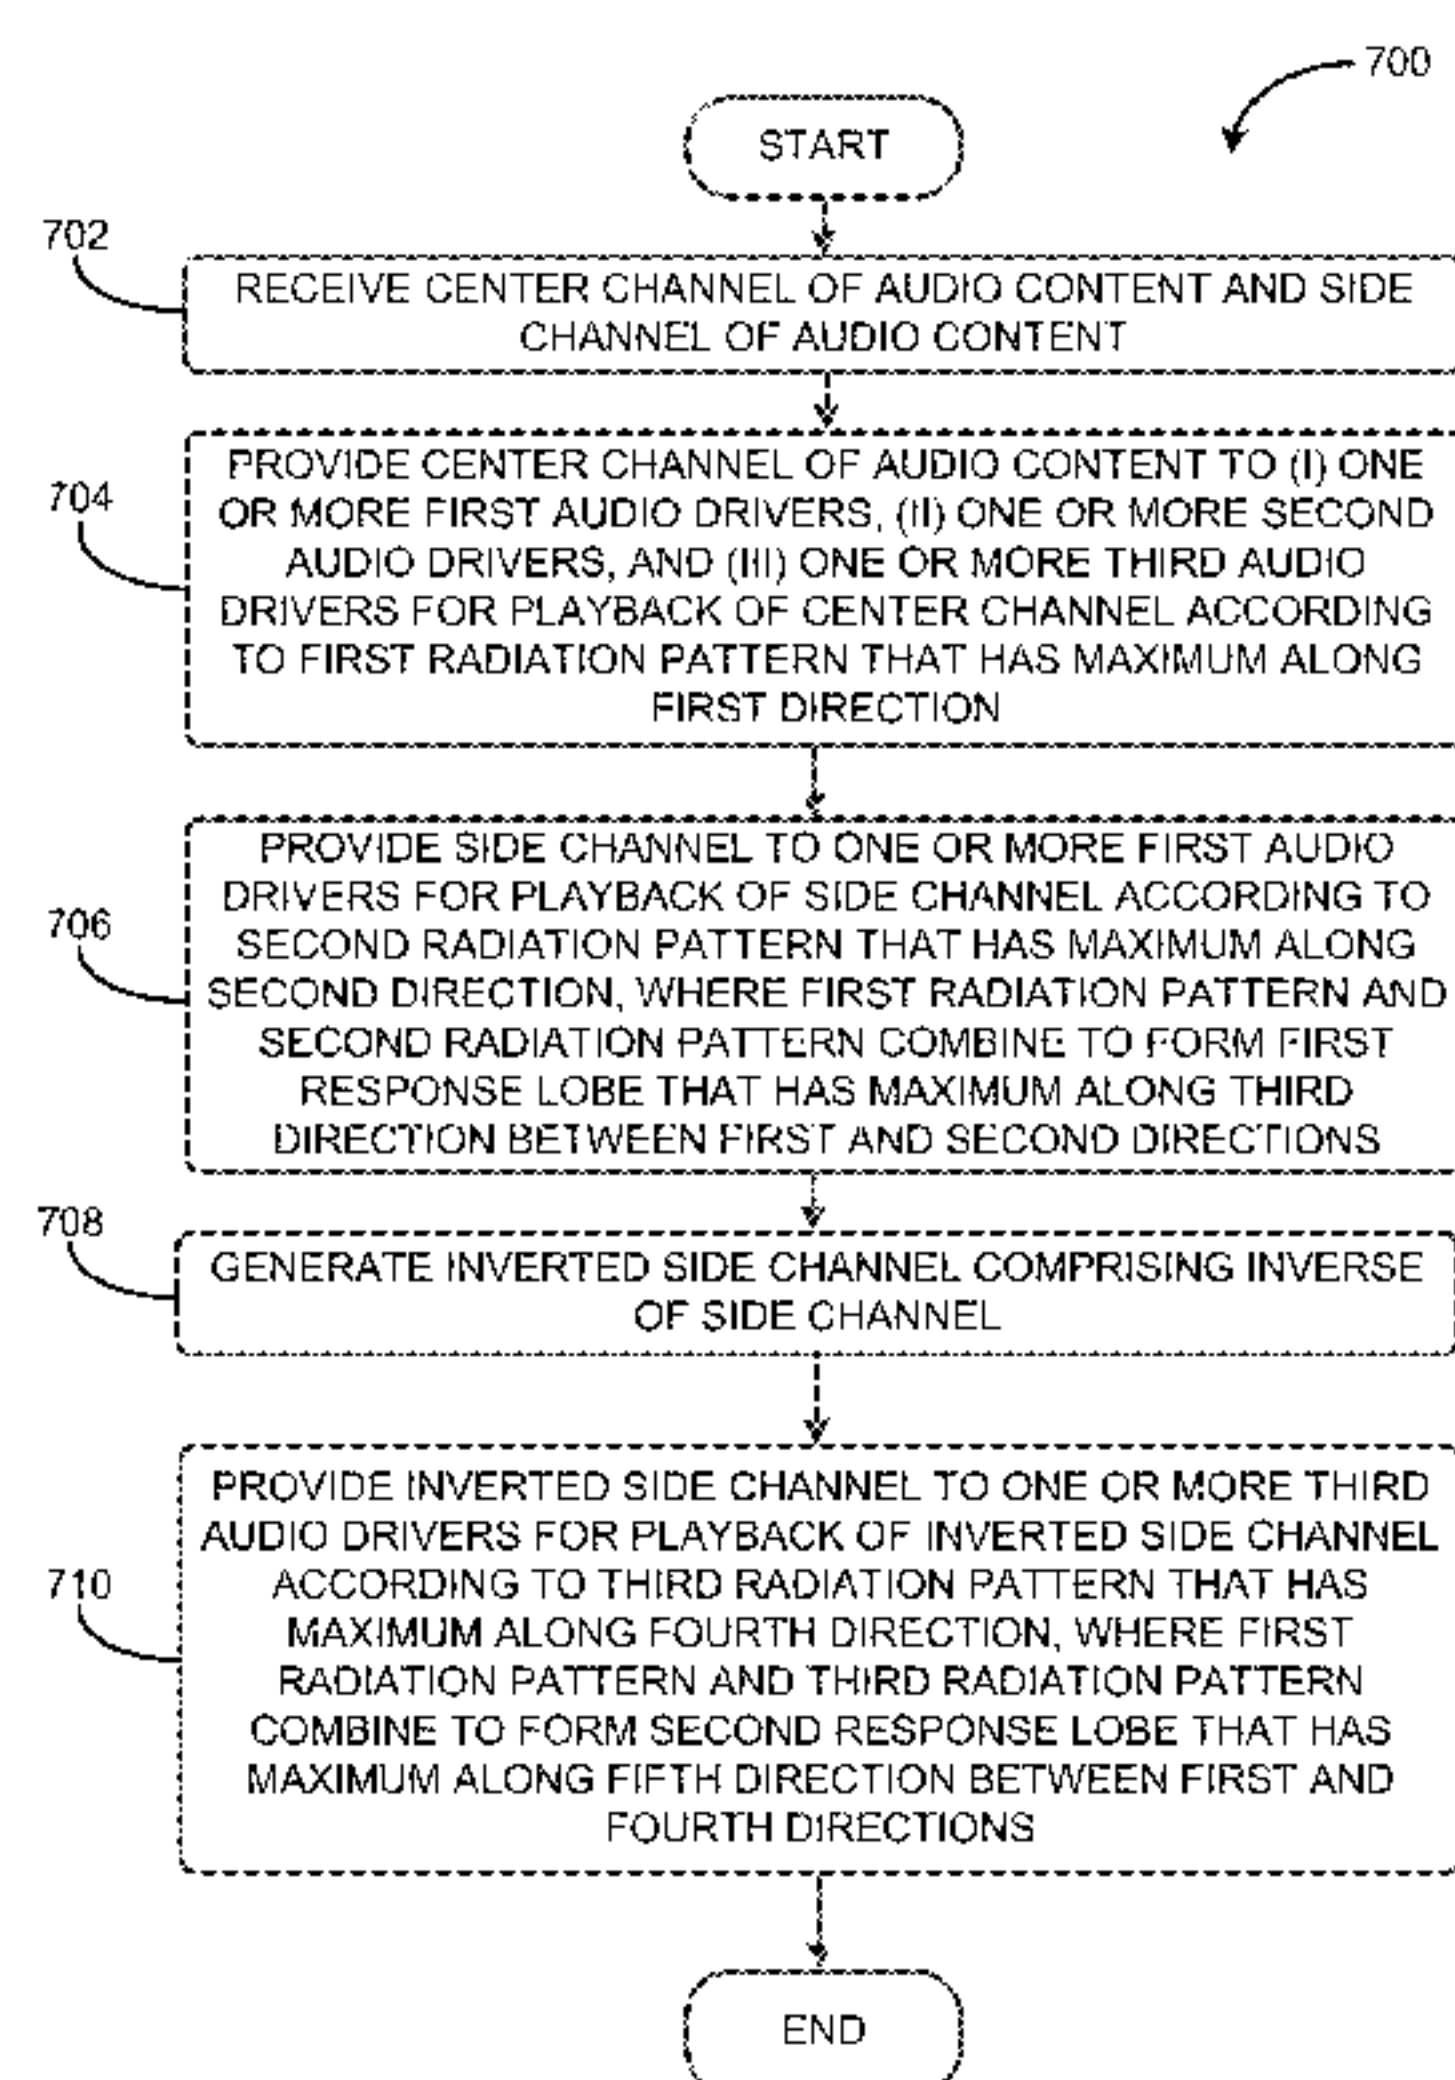 700
START
702
RECEIVE CENTER CHANNEL OF AUDIO CONTENT AND SIDE
CHANNEL OF AUDIO CONTENT
704
PROVIDE CENTER CHANNEL OF AUDIO CONTENT TO (I) ONE
OR MORE FIRST AUDIO DRIVERS, (II) ONE OR MORE SECOND
AUDIO DRIVERS, AND (III) ONE OR MORE THIRD AUDIO
DRIVERS FOR PLAYBACK OF CENTER CHANNEL ACCORDING
TO FIRST RADIATION PATTERN THAT HAS MAXIMUM ALONG
FIRST DIRECTION
706
PROVIDE SIDE CHANNEL TO ONE OR MORE FIRST AUDIO
DRIVERS FOR PLAYBACK OF SIDE CHANNEL ACCORDING TO
SECOND RADIATION PATTERN THAT HAS MAXIMUM ALONG
SECOND DIRECTION, WHERE FIRST RADIATION PATTERN AND
SECOND RADIATION PATTERN COMBINE TO FORM FIRST
RESPONSE LOBE THAT HAS MAXIMUM ALONG THIRD
DIRECTION BETWEEN FIRST AND SECOND DIRECTIONS
708
GENERATE INVERTED SIDE CHANNEL COMPRISING INVERSE
OF SIDE CHANNEL
710
PROVIDE INVERTED SIDE CHANNEL TO ONE OR MORE THIRD
AUDIO DRIVERS FOR PLAYBACK OF INVERTED SIDE CHANNEL
ACCORDING TO THIRD RADIATION PATTERN THAT HAS
MAXIMUM ALONG FOURTH DIRECTION, WHERE FIRST
RADIATION PATTERN AND THIRD RADIATION PATTERN
COMBINE TO FORM SECOND RESPONSE LOBE THAT HAS
MAXIMUM ALONG FIFTH DIRECTION BETWEEN FIRST AND
FOURTH DIRECTIONS
END